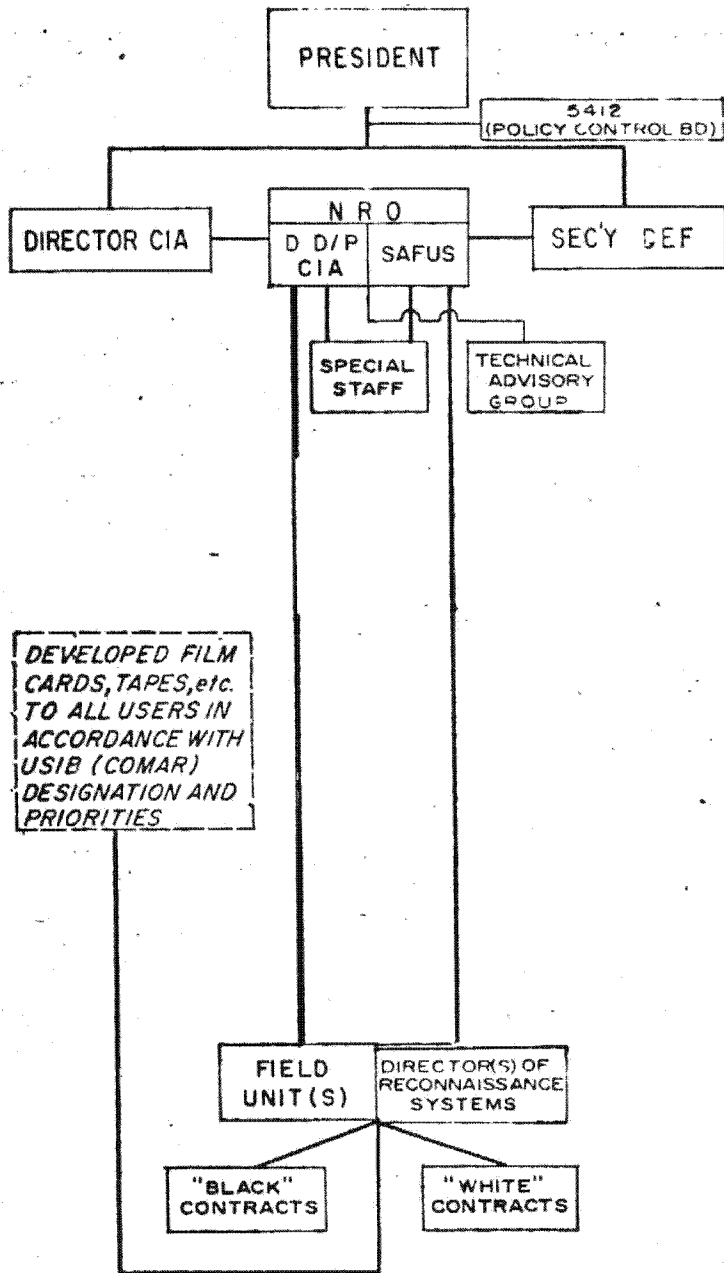 PRESIDENT
5412
(POLICY CONTROL BD)
DIRECTOR CIA
N R O
D D/P
CIA
SAFUS
SEC'Y DEF
SPECIAL
STAFF
TECHNICAL
ADVISORY
GROUP
DEVELOPED FILM
CARDS, TAPES, etc.
TO ALL USERS IN
ACCORDANCE WITH
USIB (COMAR)
DESIGNATION AND
PRIORITIES
FIELD
UNIT(S)
DIRECTOR(S) OF
RECONNAISSANCE
SYSTEMS
"BLACK"
CONTRACTS
"WHITE"
CONTRACTS